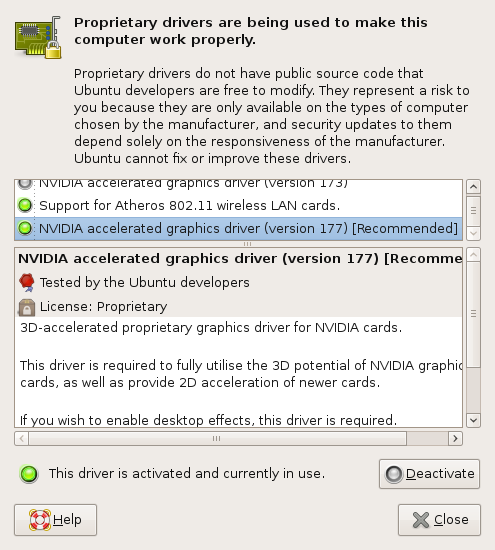 Proprietary drivers are being used to make this
computer work properly.
Proprietary drivers do not have public source code that
Ubuntu developers are free to modify. They represent a risk to
you because they are only available on the types of computer
chosen by the manufacturer, and security updates to them
depend solely on the responsiveness of the manufacturer.
Ubuntu cannot fix or improve these drivers.
NVIDIA accelerated graphics driver (version 173)
Support for Atheros 802.11 wireless LAN cards.
NVIDIA accelerated graphics driver (version 177) [Recommended]
NVIDIA accelerated graphics driver (version 177) [Recomme
Tested by the Ubuntu developers
License: Proprietary
3D-accelerated proprietary graphics driver for NVIDIA cards.
This driver is required to fully utilise the 3D potential of NVIDIA graphic
cards, as well as provide 2D acceleration of newer cards.
If you wish to enable desktop effects, this driver is required.
This driver is activated and currently in use.
Deactivate
Help
Close